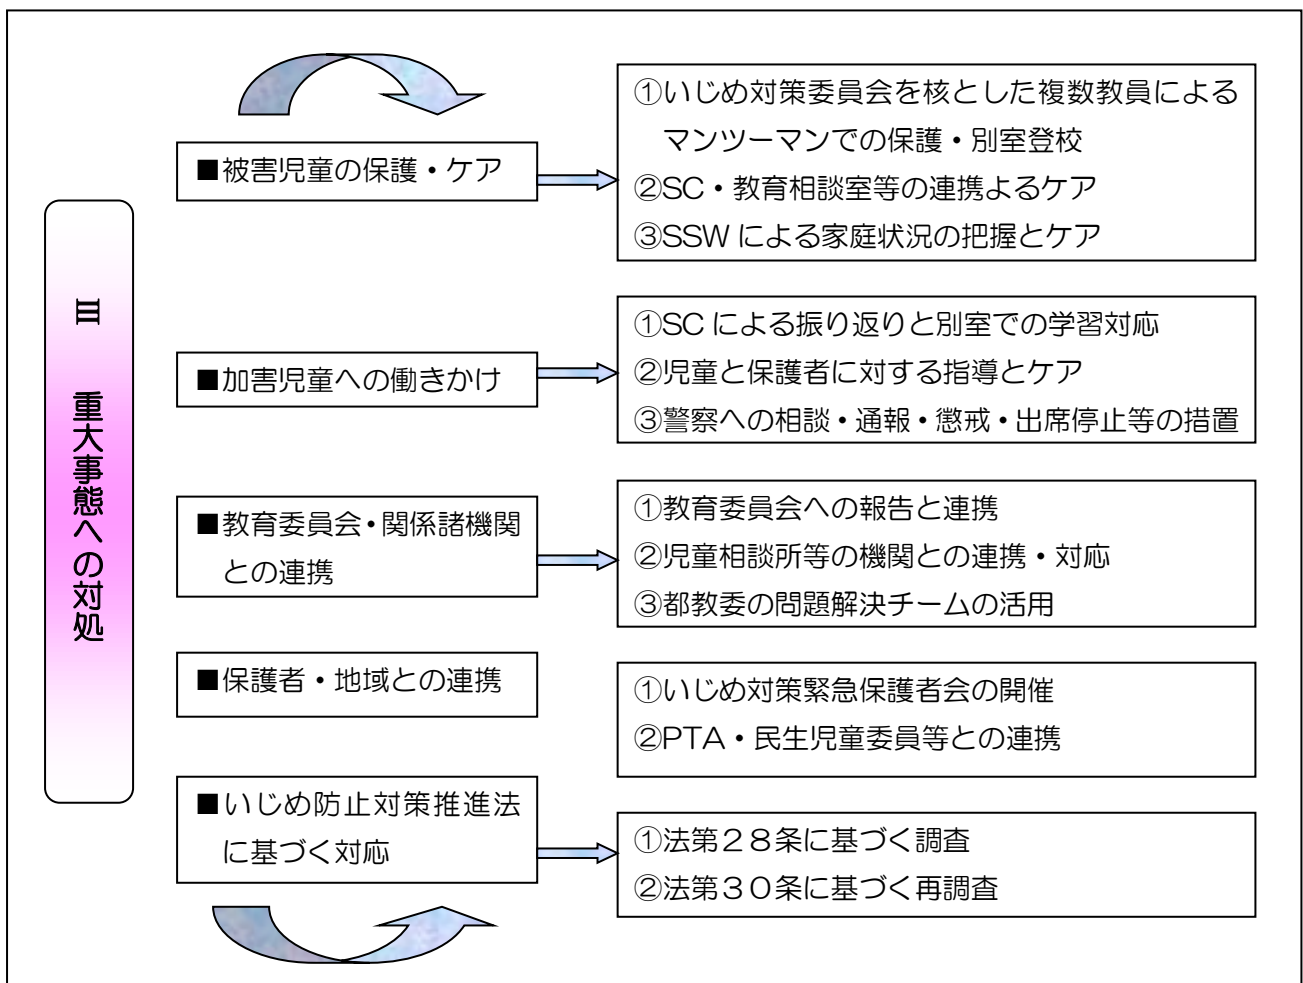 Ⅲ 重大事態への対処
■被害児童の保護・ケア
①いじめ対策委員会を核とした複数教員による
マンツーマンでの保護・別室登校
②SC・教育相談室等の連携よるケア
③SSWによる家庭状況の把握とケア
■加害児童への働きかけ
①SCによる振り返りと別室での学習対応
②児童と保護者に対する指導とケア
③警察への相談・通報・懲戒・出席停止等の措置
■教育委員会・関係諸機関
との連携
①教育委員会への報告と連携
②児童相談所等の機関との連携・対応
③都教委の問題解決チームの活用
■保護者・地域との連携
①いじめ対策緊急保護者会の開催
②PTA・民生児童委員等との連携
■いじめ防止対策推進法
に基づく対応
①法第２８条に基づく調査
②法第３０条に基づく再調査